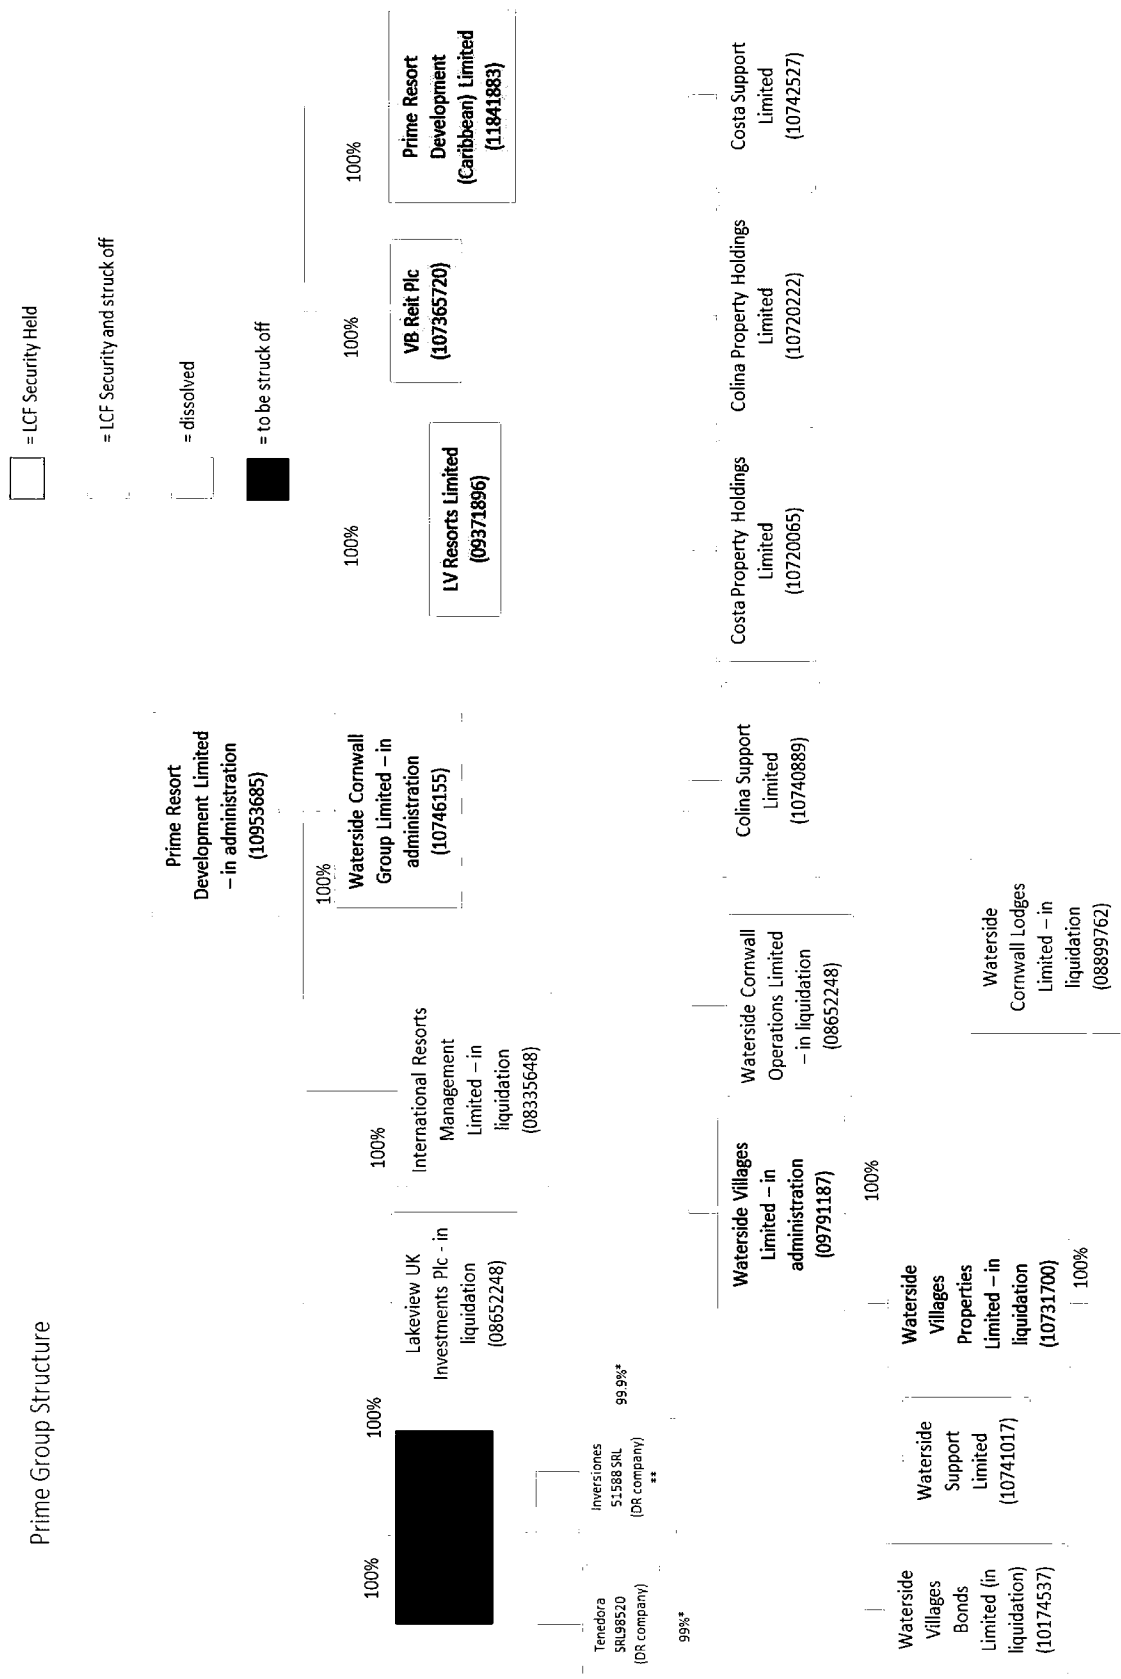 Prime Group Structure
= LCF Security Held
= LCF Security and struck off
= dissolved
= to be struck off
Prime Resort
Development Limited
– in administration
(10953685)
100%
100%
100%
100%
100%
100%
100%
Lakeview UK
Investments Plc - in
liquidation
(08652248)
International Resorts
Management
Limited – in
liquidation
(08335648)
Waterside Cornwall
Group Limited – in
administration
(10746155)
LV Resorts Limited
(09371896)
VB Reit Plc
(107365720)
Prime Resort
Development
(Caribbean) Limited
(11841883)
Tenedora
SRL98520
(DR company)
99%*
Inversiones
51588 SRL
(DR company)
**
99.9%*
Waterside Villages
Limited – in
administration
(09791187)
Waterside Cornwall
Operations Limited
– in liquidation
(08652248)
Colina Support
Limited
(10740889)
Costa Property Holdings
Limited
(10720065)
Colina Property Holdings
Limited
(10720222)
Costa Support
Limited
(10742527)
100%
Waterside
Villages
Bonds
Limited (in
liquidation)
(10174537)
Waterside
Support
Limited
(10741017)
Waterside
Villages
Properties
Limited – in
liquidation
(10731700)
100%
Waterside
Cornwall Lodges
Limited – in
liquidation
(08899762)